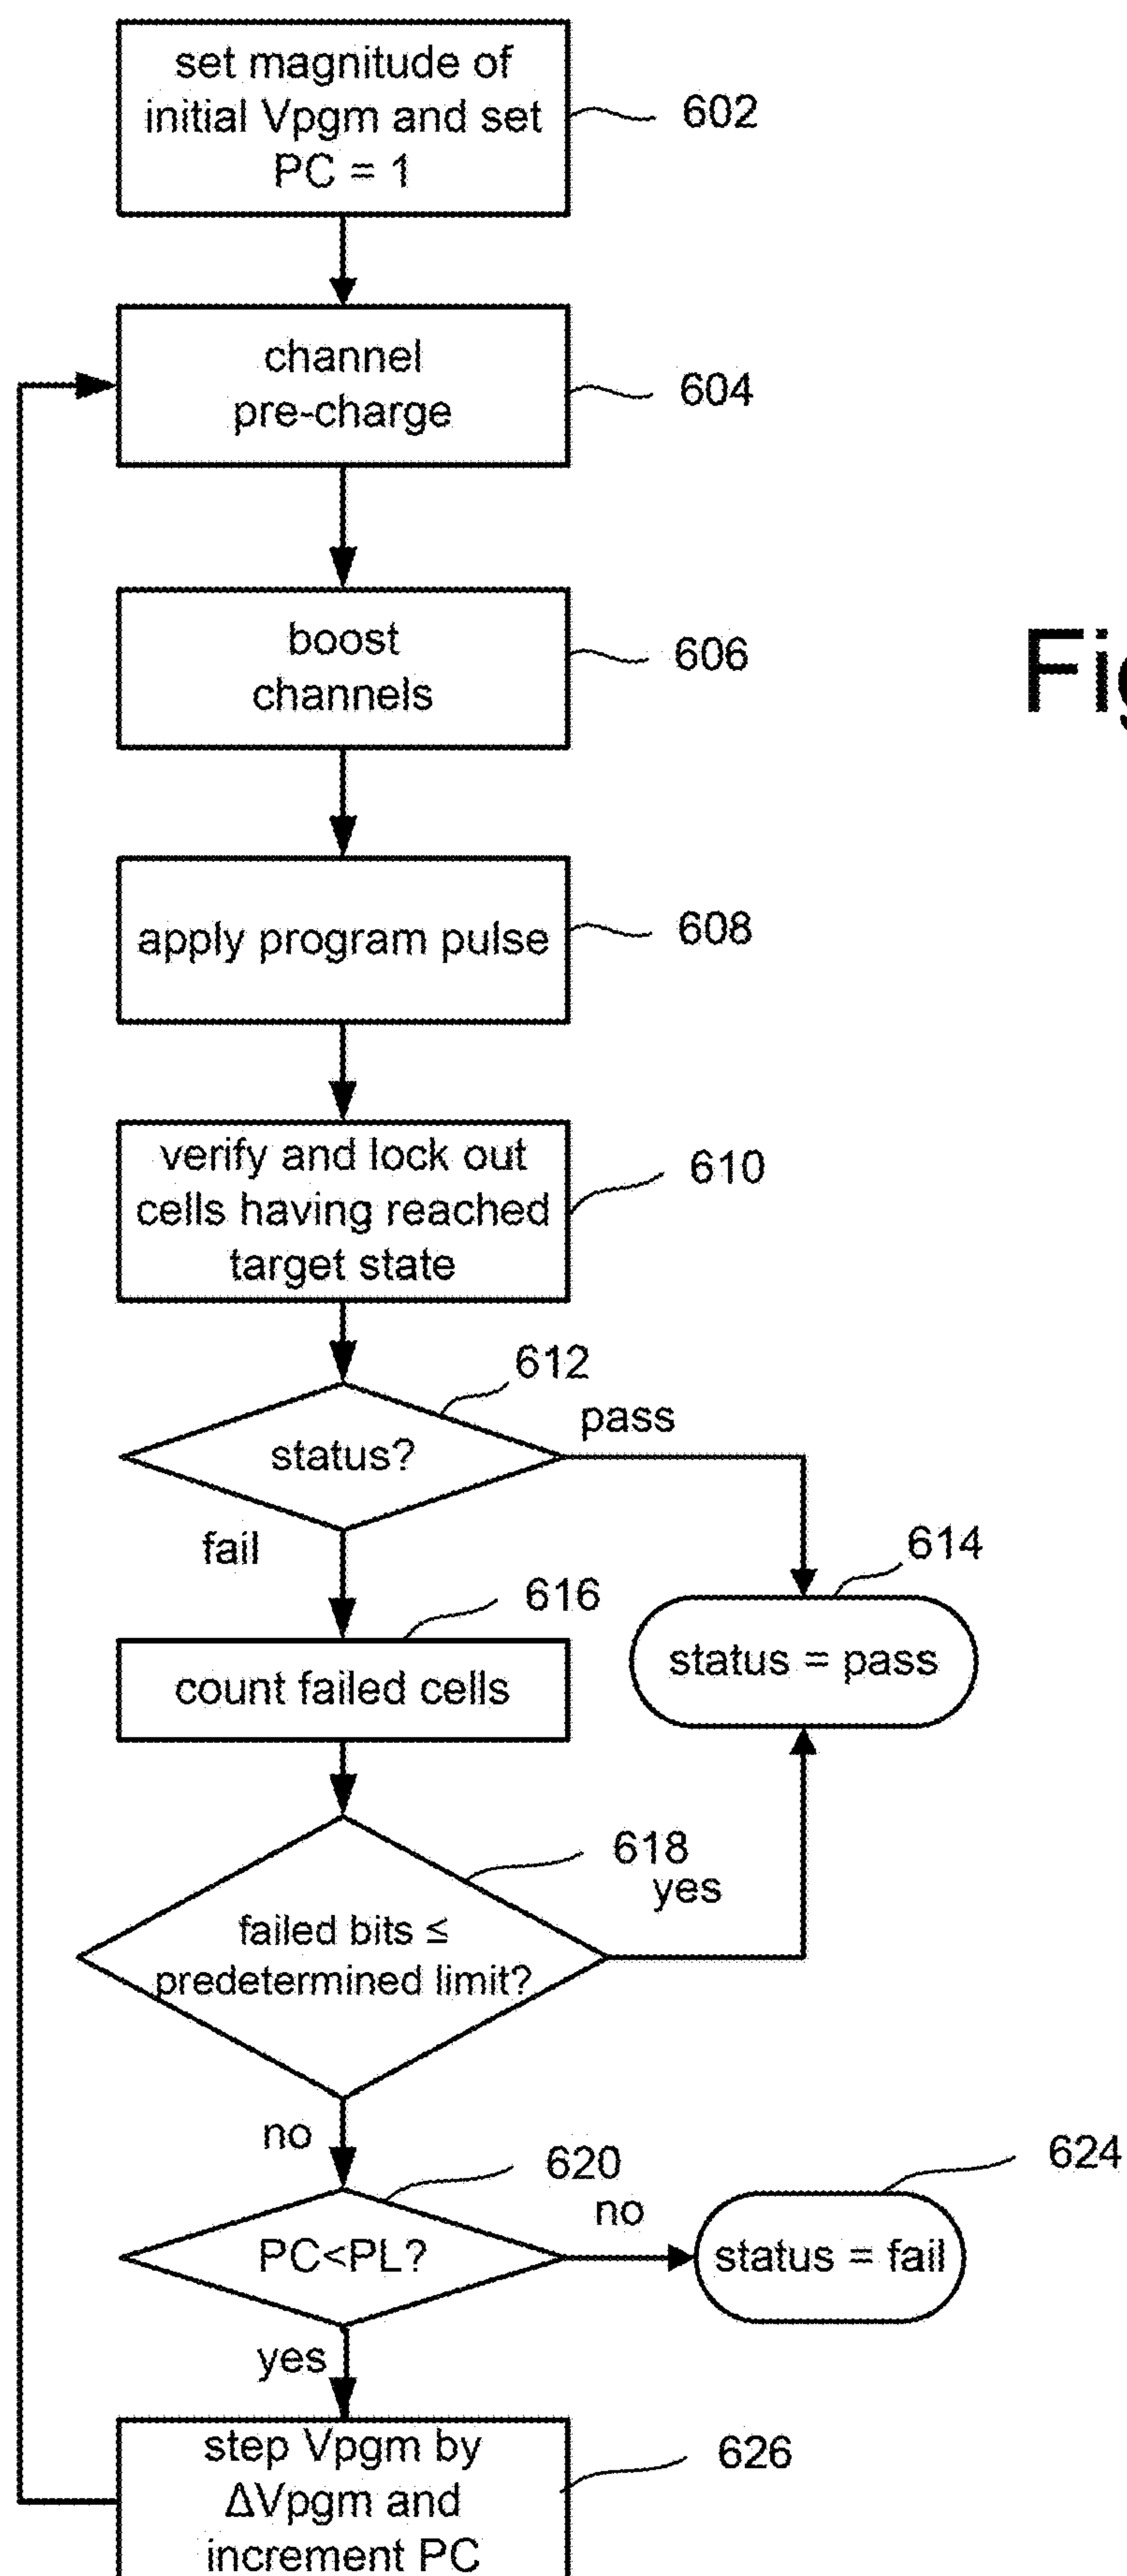 set magnitude of
initial Vpgm and set
PC = 1
602
channel
pre-charge
604
boost
channels
606
Fig
apply program pulse
608
verify and lock out
cells having reached
target state
610
612
pass
status?
fail
614
616
status = pass
count failed cells
618
yes
failed bits ≤
predetermined limit?
no
620
no
624
PC<PL?
status = fail
yes
step Vpgm by
ΔVpgm and
increment PC
626